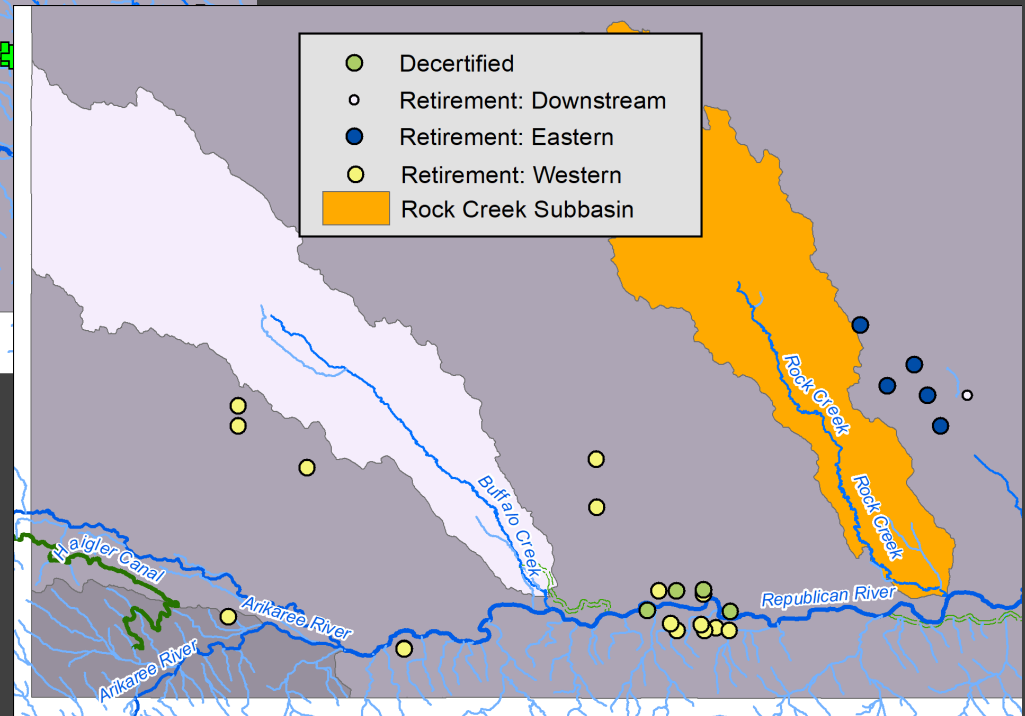 Decertified
Retirement: Downstream
Retirement: Eastern
Retirement: Western
Rock Creek Subbasin
Rock Creek
Rock Creek
Buffalo Creek
Haigler Canal
Arikaree River
Republican River
Arikaree River